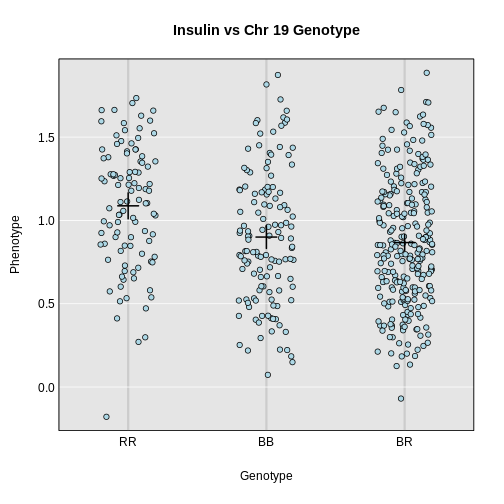 Insulin vs Chr 19 Genotype
Phenotype
1.5
1.0
0.5
0.0
RR BB BR
Genotype